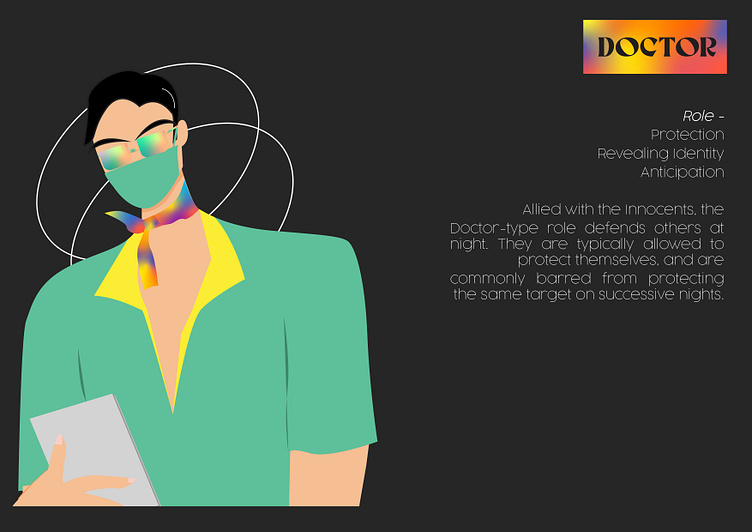 DOCTOR
Role -
Protection
Revealing Identity
Anticipation
Allied with the Innocents, the
Doctor-type role defends others at
night. They are typically allowed to
protect themselves, and are
commonly barred from protecting
the same target on successive nights.